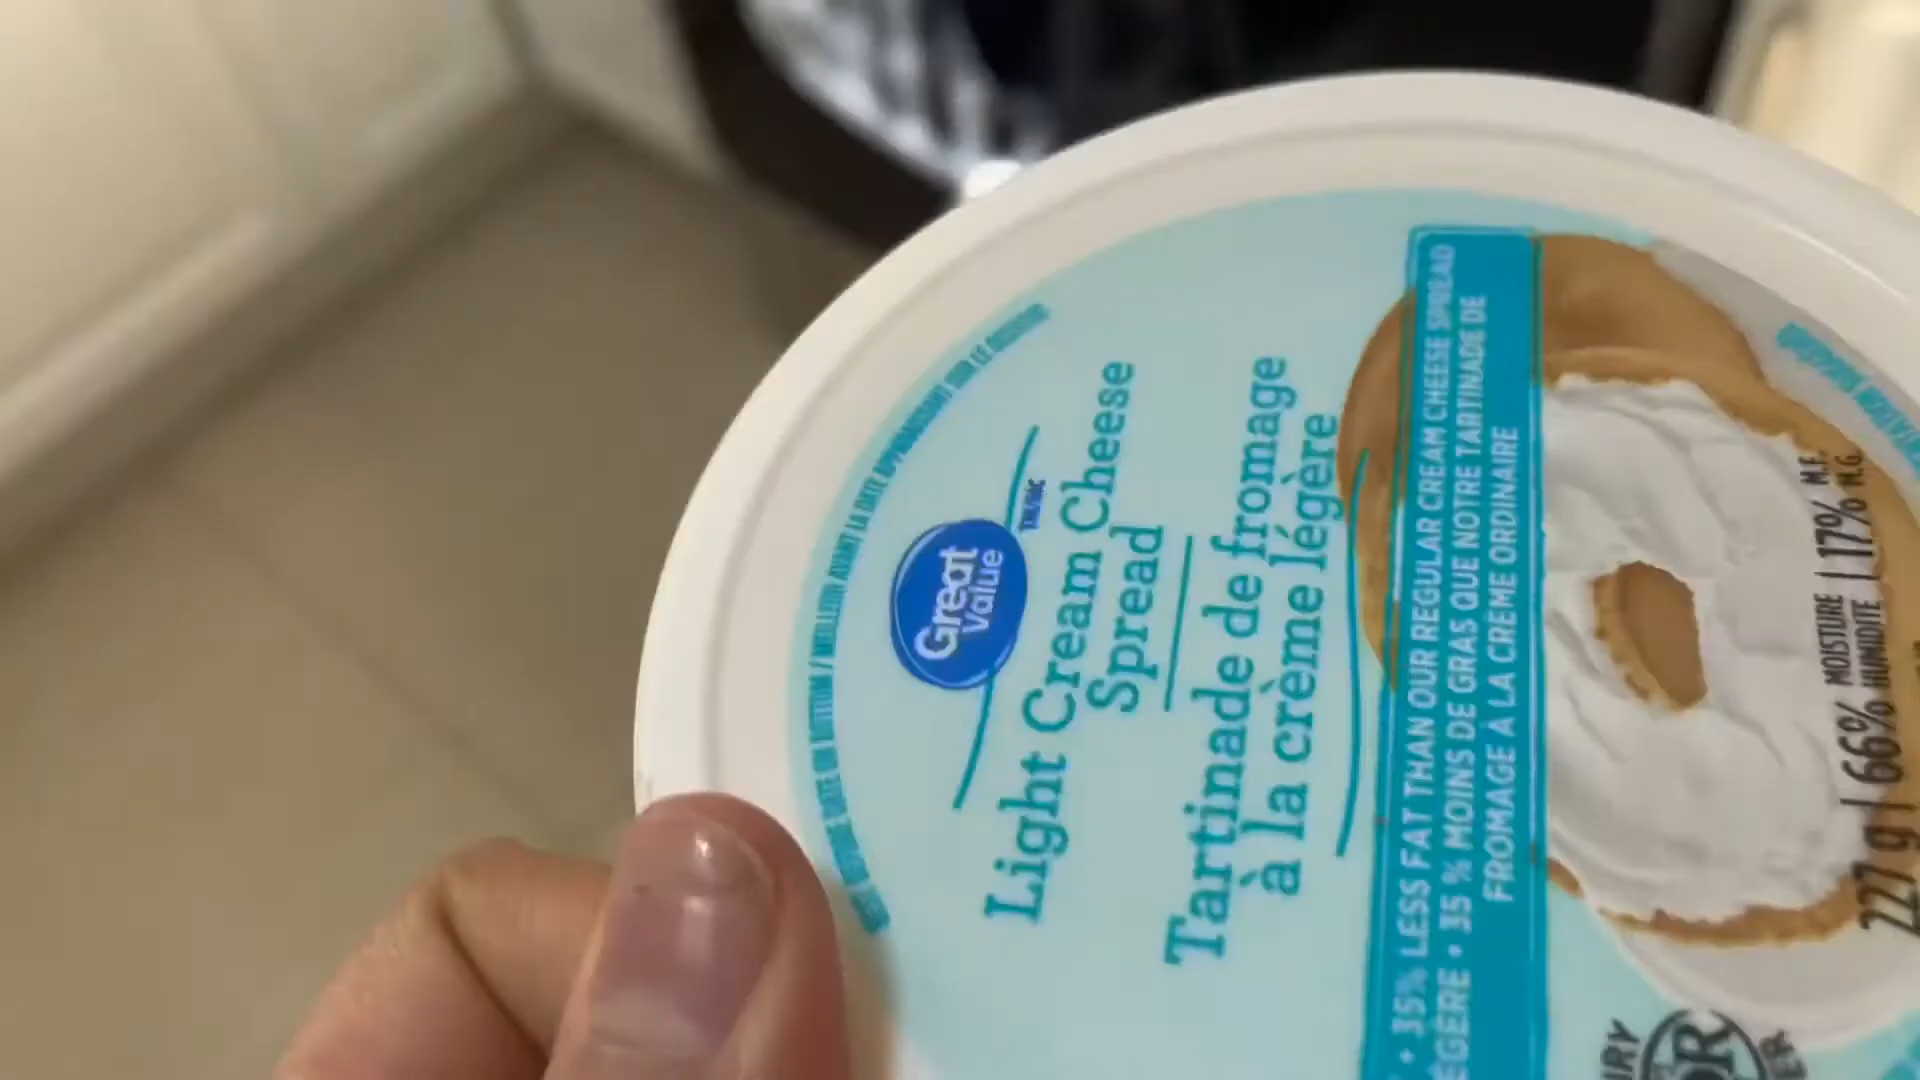 Great
Value
TM/MC
Light Cream Cheese
Spread
Tartinade de fromage
à la crème légère
• 35% LESS FAT THAN OUR REGULAR CREAM CHEESE SPREAD
• 35 % MOINS DE GRAS QUE NOTRE TARTINADE DE
FROMAGE À LA CRÈME ORDINAIRE
66% MOISTURE | 17% M.F.
HUMIDITÉ | 17% M.G.
227 g